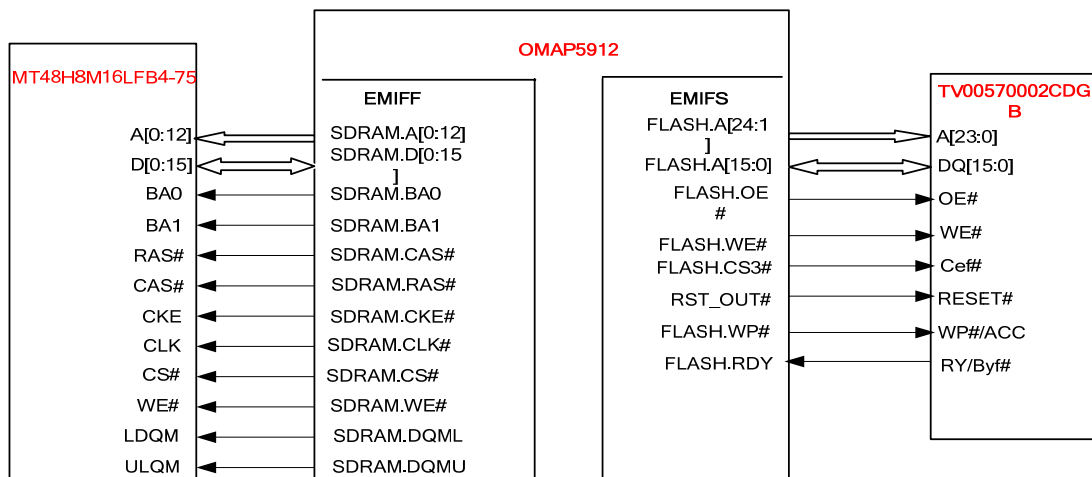 OMAP5912
MT48H8M16LFB4-75
A[0:12]
D[0:15]
BA0
BA1
RAS#
CAS#
CKE
CLK
CS#
WE#
LDQM
ULQM
EMIFF
SDRAM.A[0:12]
SDRAM.D[0:15
]
SDRAM.BA0
SDRAM.BA1
SDRAM.CAS#
SDRAM.RAS#
SDRAM.CKE#
SDRAM.CLK#
SDRAM.CS#
SDRAM.WE#
SDRAM.DQML
SDRAM.DQMU
EMIFS
FLASH.A[24:1
]
FLASH.A[15:0]
FLASH.OE
#
FLASH.WE#
FLASH.CS3#
RST_OUT#
FLASH.WP#
FLASH.RDY
TV00570002CDG
B
A[23:0]
DQ[15:0]
OE#
WE#
Cef#
RESET#
WP#/ACC
RY/Byf#